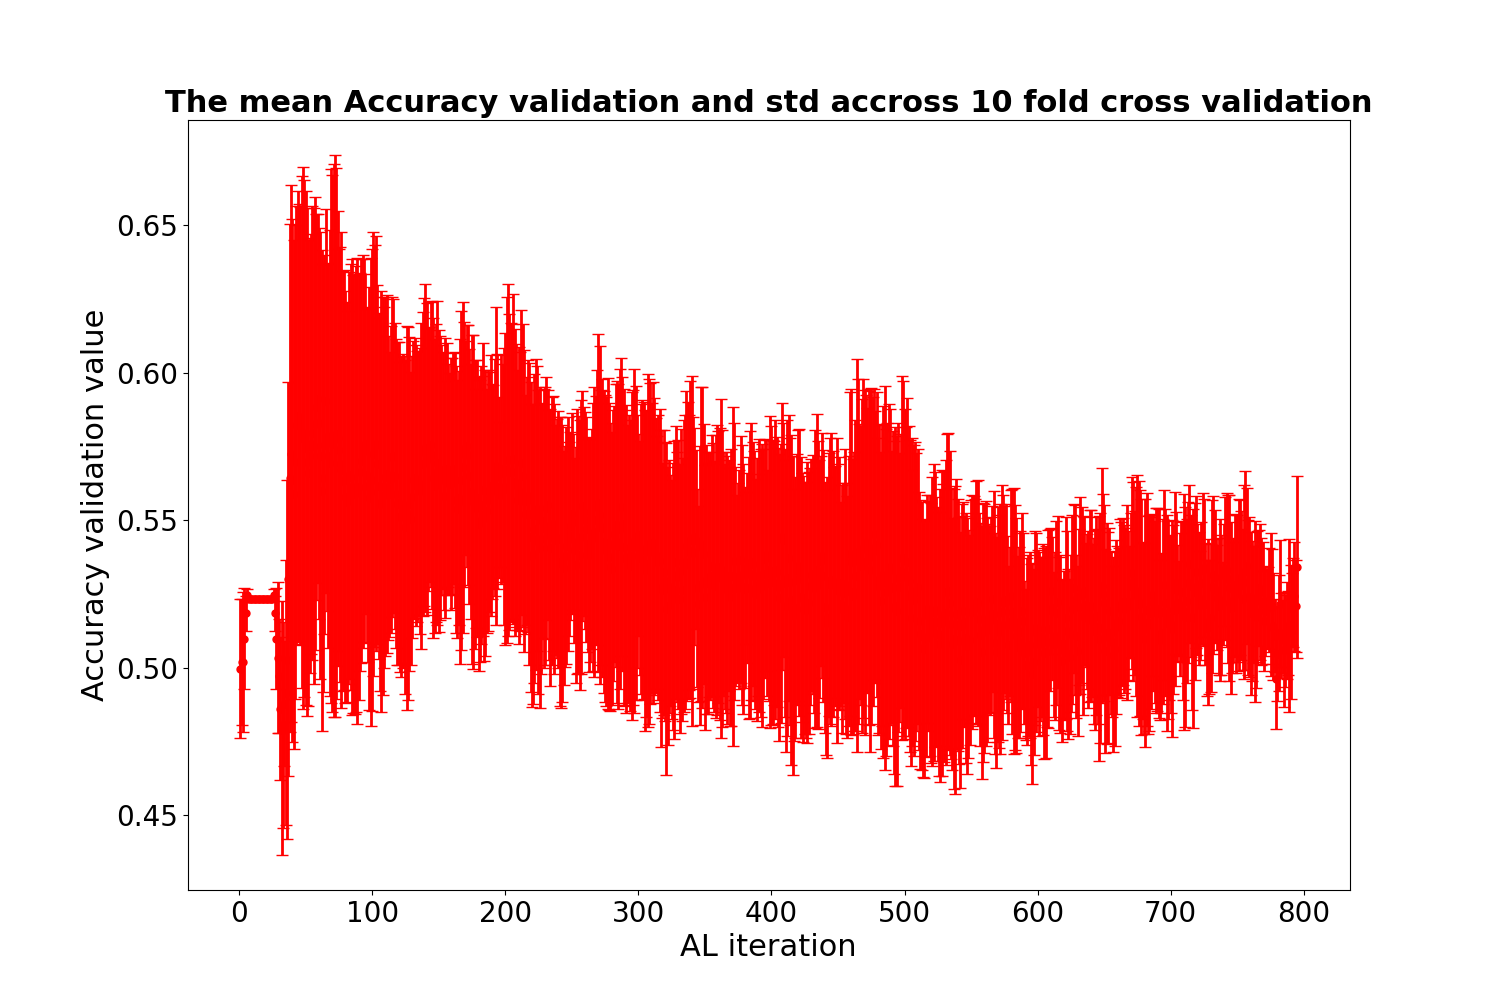 The mean Accuracy validation and std accross 10 fold cross validation
Accuracy validation value
0.65
0.60
0.55
0.50
0.45
0 100 200 300 400 500 600 700 800
AL iteration